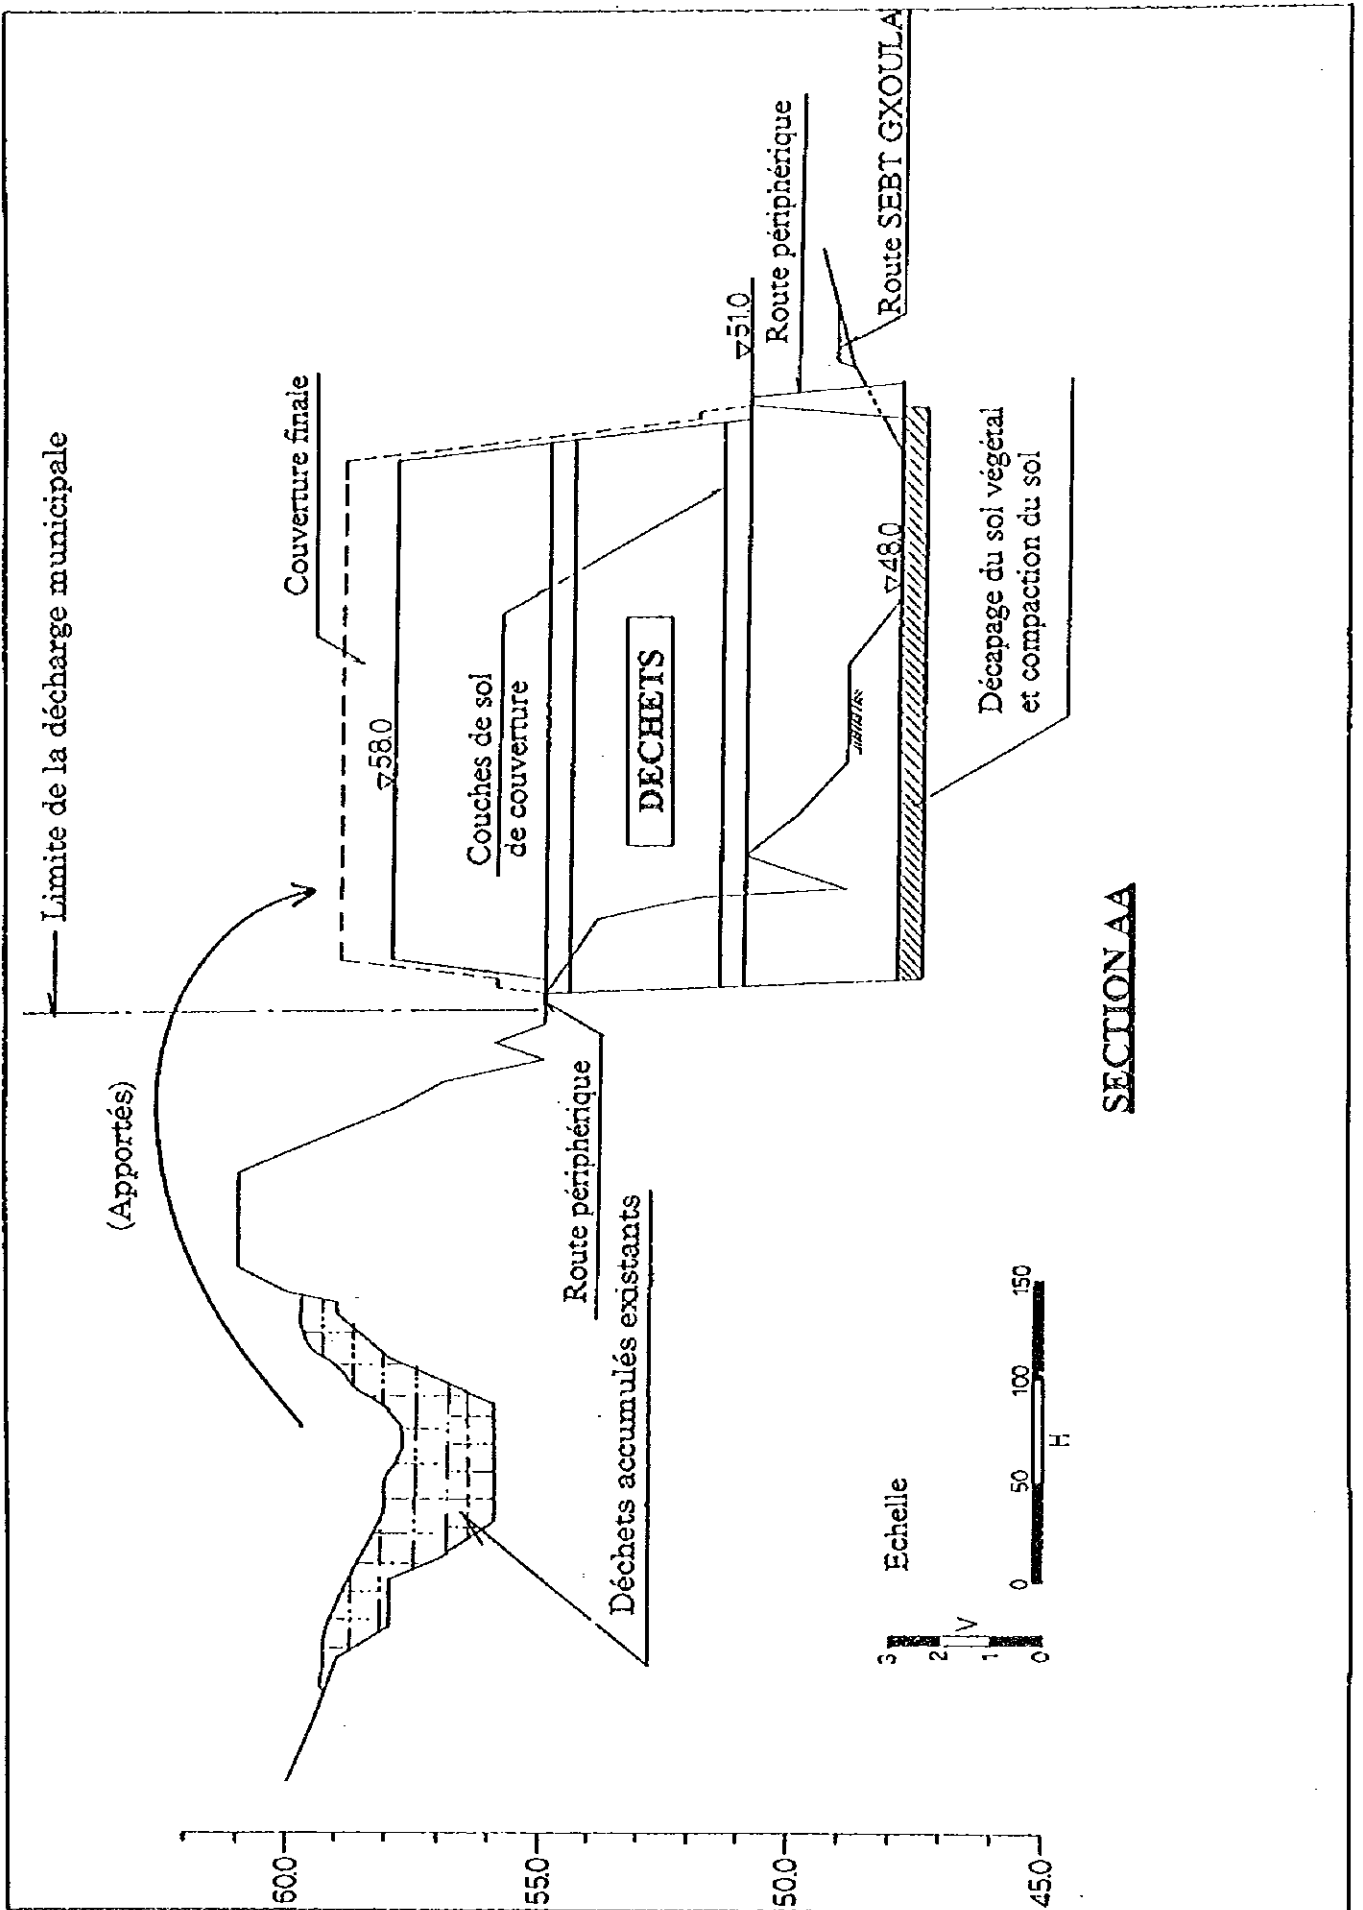 Limite de la décharge municipale
(Apportés)
Couverture finale
▽58.0
Couches de sol
de couverture
DECHETS
▽51.0
Route périphérique
Route SEBT GXOULA
▽48.0
Décapage du sol végétal
et compaction du sol
Route périphérique
Déchets accumulés existants
60.0
55.0
50.0
45.0
Echelle
3
2
1
0
V
0
50
100
150
H
SECTION AA